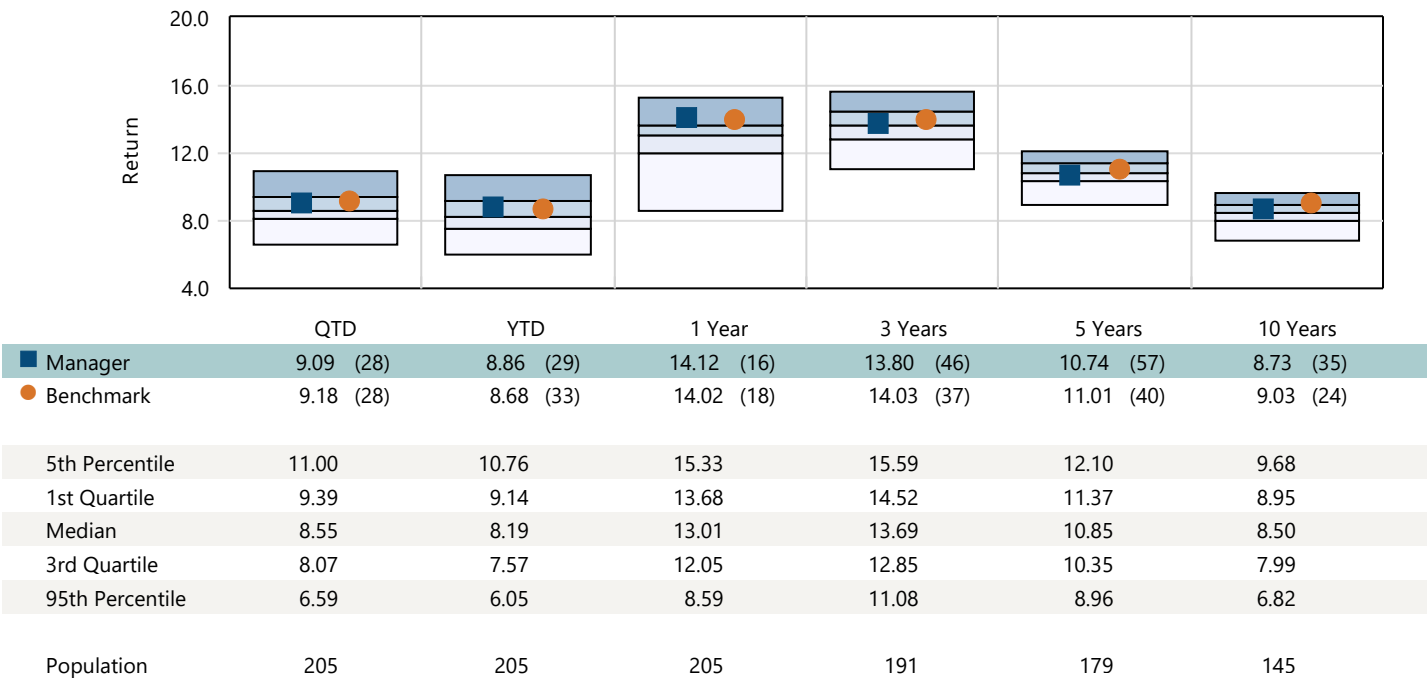 20.0
16.0
12.0
8.0
4.0
Return
QTD YTD 1 Year 3 Years 5 Years 10 Years
Manager 9.09 (28) 8.86 (29) 14.12 (16) 13.80 (46) 10.74 (57) 8.73 (35)
Benchmark 9.18 (28) 8.68 (33) 14.02 (18) 14.03 (37) 11.01 (40) 9.03 (24)
5th Percentile 11.00 10.76 15.33 15.59 12.10 9.68
1st Quartile 9.39 9.14 13.68 14.52 11.37 8.95
Median 8.55 8.19 13.01 13.69 10.85 8.50
3rd Quartile 8.07 7.57 12.05 12.85 10.35 7.99
95th Percentile 6.59 6.05 8.59 11.08 8.96 6.82
Population 205 205 205 191 179 145